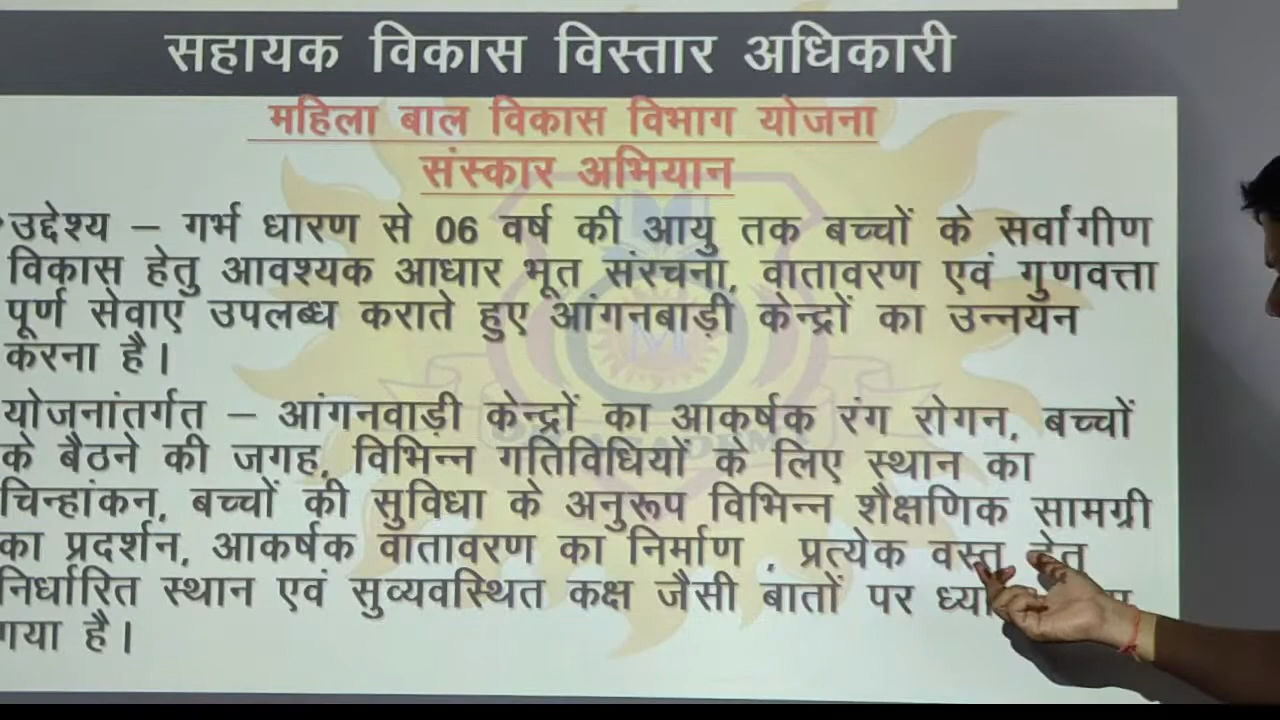 सहायक विकास विस्तार अधिकारी
महिला बाल विकास विभाग योजना
संस्कार अभियान
उद्देश्य – गर्भ धारण से 06 वर्ष की आयु तक बच्चों के सर्वांगीण
विकास हेतु आवश्यक आधार भूत संरचना, वातावरण एवं गुणवत्ता
पूर्ण सेवाए उपलब्ध कराते हुए आंगनबाड़ी केन्द्रों का उन्नयन
करना है।
योजनांतर्गत – आंगनवाड़ी केन्द्रों का आकर्षक रंग रोगन, बच्चों
के बैठने की जगह, विभिन्न गतिविधियों के लिए स्थान का
चिन्हांकन, बच्चों की सुविधा के अनुरूप विभिन्न शैक्षणिक सामग्री
का प्रदर्शन, आकर्षक वातावरण का निर्माण , प्रत्येक
निर्धारित स्थान एवं सुव्यवस्थित कक्ष जैसी बातों पर
गया है।